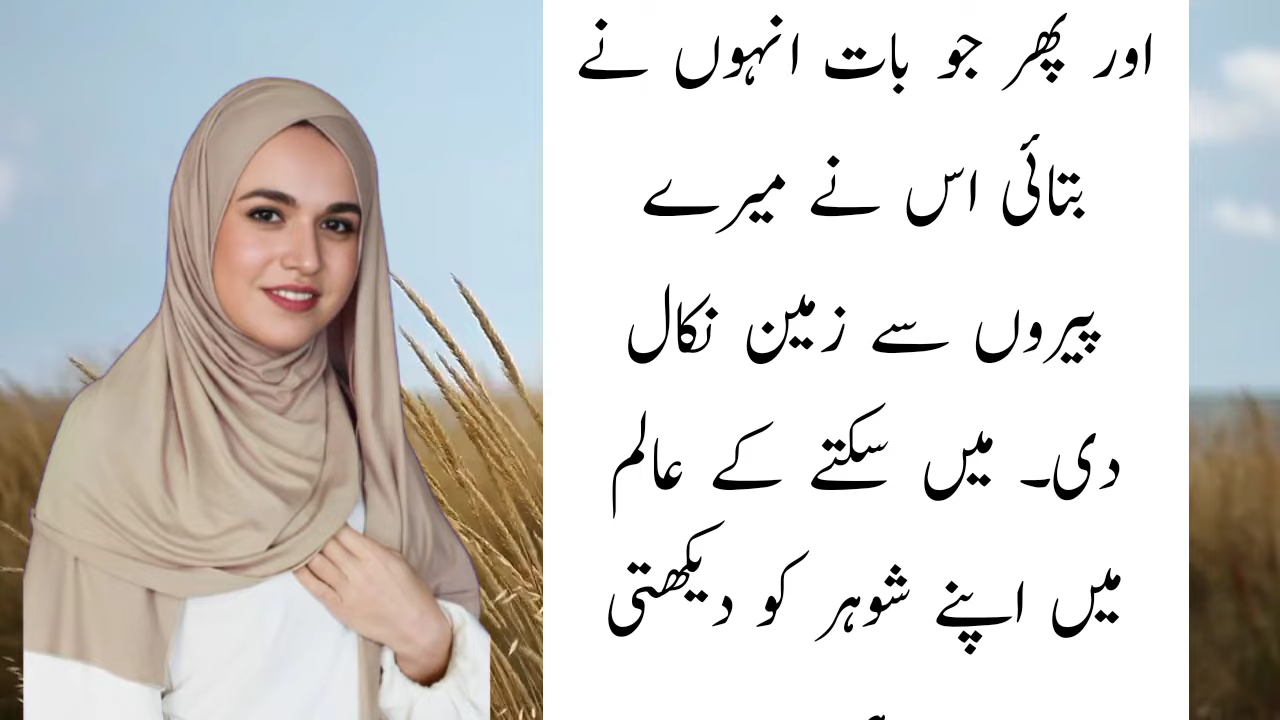 اور پھر جو بات انہوں نے
بتائی اس نے میرے
پیروں سے زمین نکال
دی۔ میں سکتے کے عالم
میں اپنے شوہر کو دیکھتی